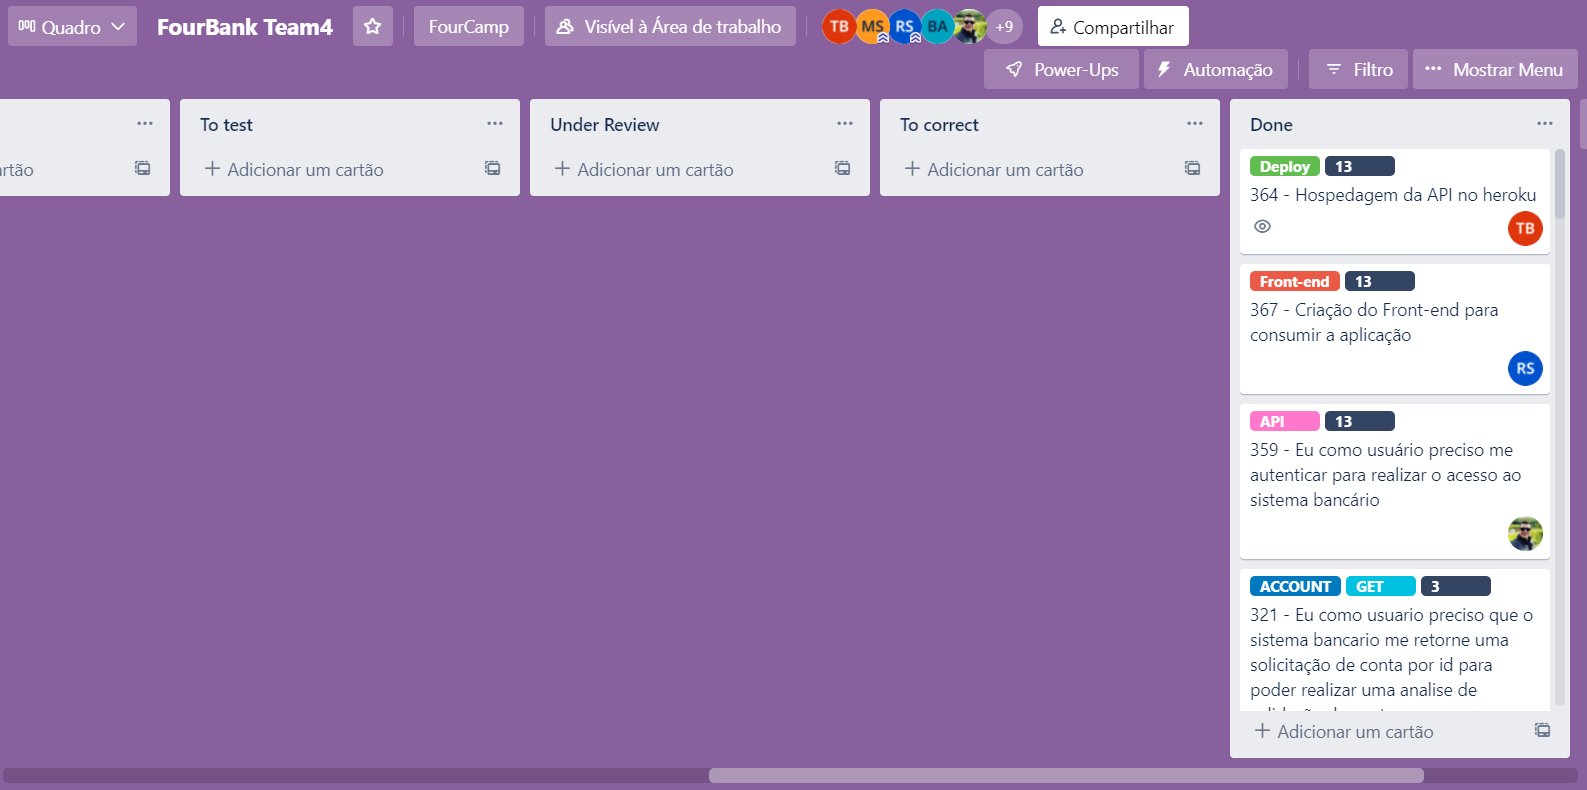 Quadro
FourBank Team4
FourCamp
Visível à Área de trabalho
TB
MS
RS
BA
+9
Compartilhar
Power-Ups
Automação
Filtro
Mostrar Menu
rtão
To test
Adicionar um cartão
Under Review
Adicionar um cartão
To correct
Adicionar um cartão
Done
Deploy 13
364 - Hospedagem da API no heroku
TB
Front-end 13
367 - Criação do Front-end para
consumir a aplicação
RS
API 13
359 - Eu como usuário preciso me
autenticar para realizar o acesso ao
sistema bancário
ACCOUNT GET 3
321 - Eu como usuario preciso que o
sistema bancario me retorne uma
solicitação de conta por id para
poder realizar uma analise de
Adicionar um cartão